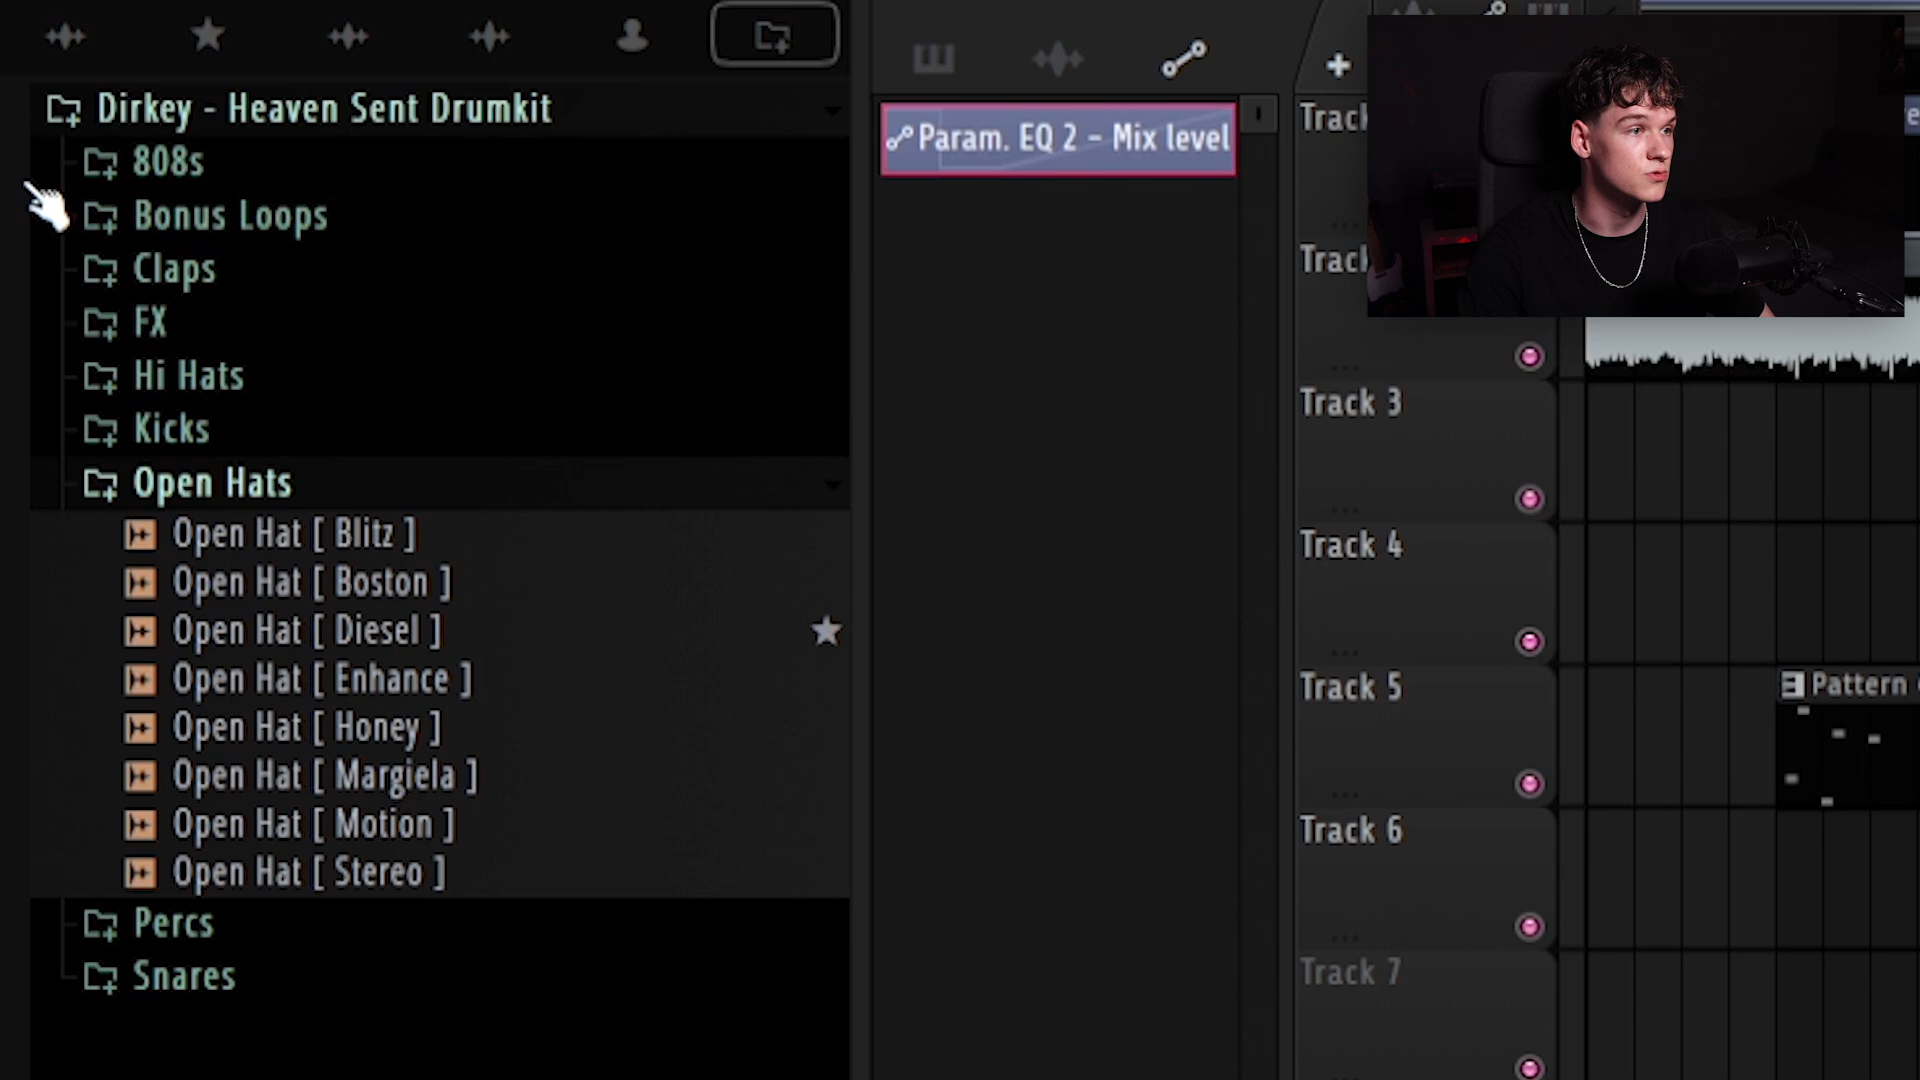 Dirkey - Heaven Sent Drumkit
808s
Bonus Loops
Claps
FX
Hi Hats
Kicks
Open Hats
Open Hat [ Blitz ]
Open Hat [ Boston ]
Open Hat [ Diesel ]
Open Hat [ Enhance ]
Open Hat [ Honey ]
Open Hat [ Margiela ]
Open Hat [ Motion ]
Open Hat [ Stereo ]
Percs
Snares
Param. EQ 2 - Mix level
Track 3
Track 4
Track 5
Track 6
Track 7
Pattern